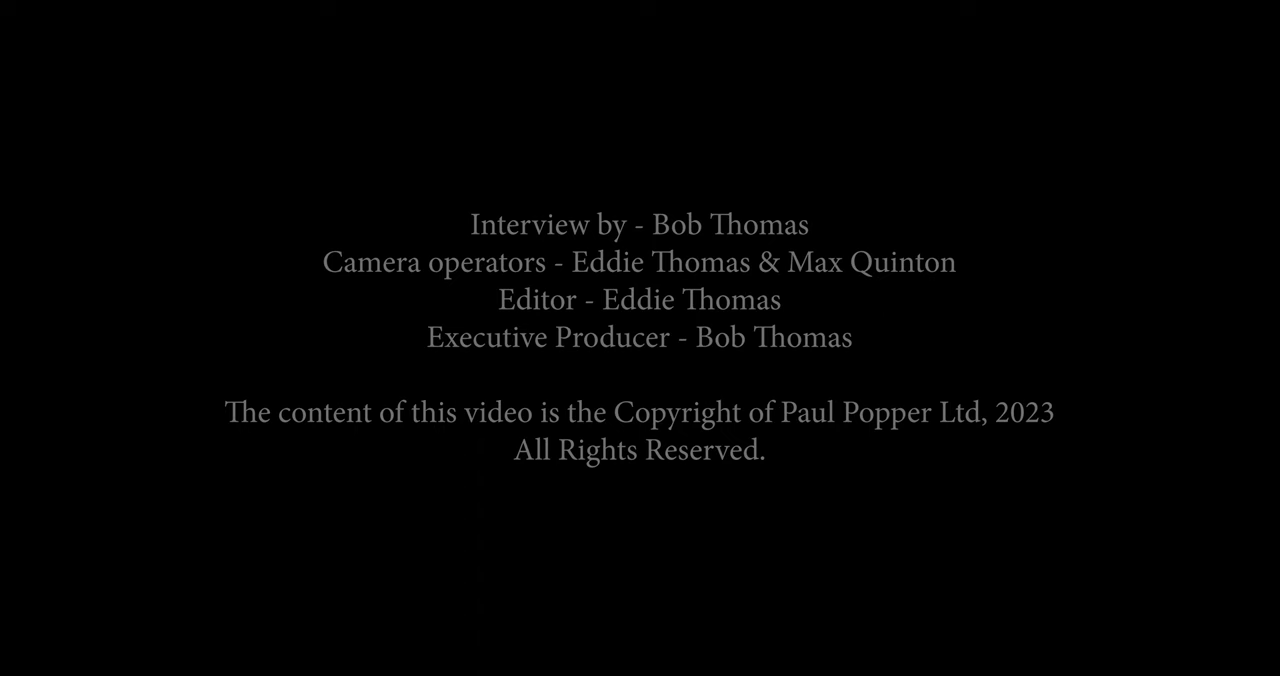 Interview by - Bob Thomas
Camera operators - Eddie Thomas & Max Quinton
Editor - Eddie Thomas
Executive Producer - Bob Thomas
The content of this video is the Copyright of Paul Popper Ltd, 2023
All Rights Reserved.